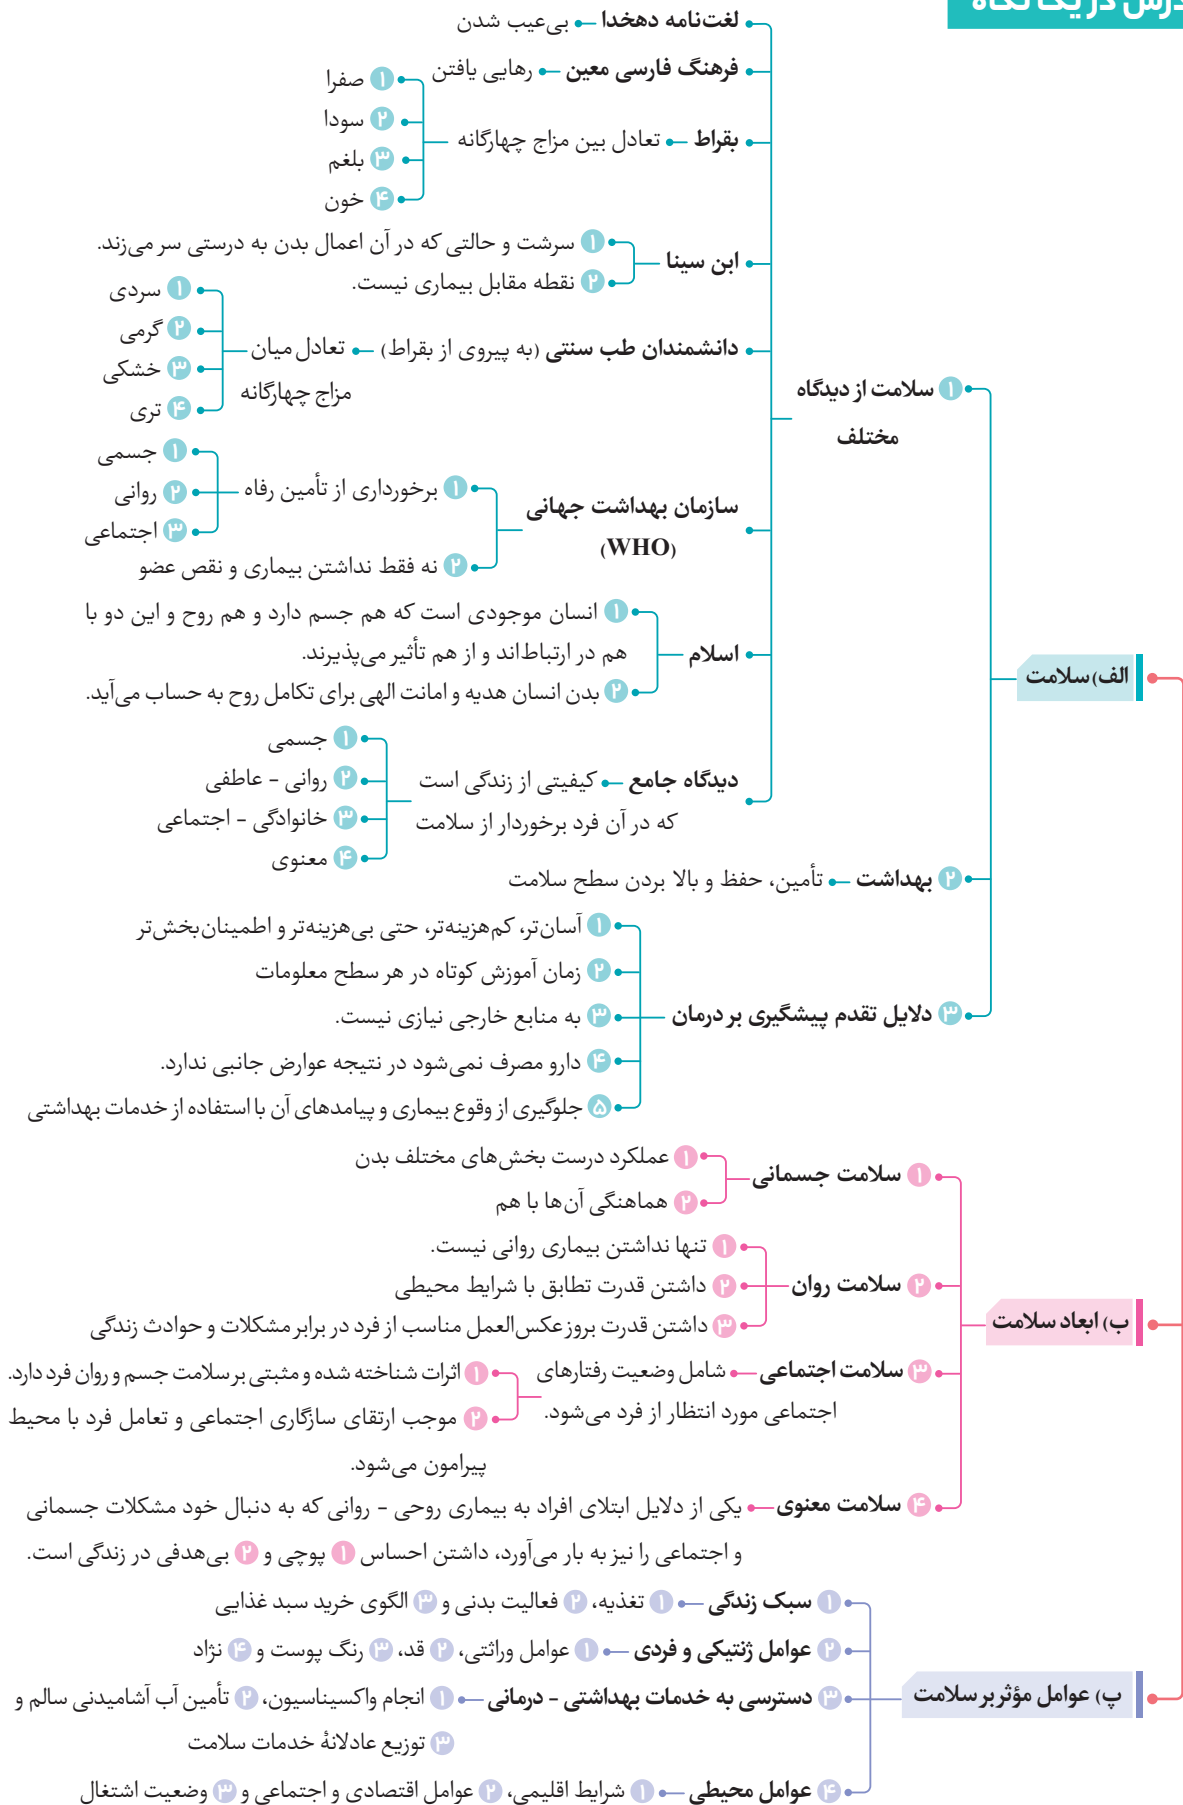 درس در یک نگاه
الف) سلامت
۱ سلامت از دیدگاه
مختلف
لغت‌نامه دهخدا بی‌عیب شدن
فرهنگ فارسی معین رهایی یافتن
بقراط تعادل بین مزاج چهارگانه
۱ صفرا
۲ سودا
۳ بلغم
۴ خون
ابن سینا
۱ سرشت و حالتی که در آن اعمال بدن به درستی سر می‌زند.
۲ نقطه مقابل بیماری نیست.
دانشمندان طب سنتی (به پیروی از بقراط) تعادل میان
مزاج چهارگانه
۱ سردی
۲ گرمی
۳ خشکی
۴ تری
سازمان بهداشت جهانی
(WHO)
۱ برخورداری از تأمین رفاه
۱ جسمی
۲ روانی
۳ اجتماعی
۲ نه فقط نداشتن بیماری و نقص عضو
اسلام
۱ انسان موجودی است که هم جسم دارد و هم روح و این دو با
هم در ارتباط‌اند و از هم تأثیر می‌پذیرند.
۲ بدن انسان هدیه و امانت الهی برای تکامل روح به حساب می‌آید.
دیدگاه جامع کیفیتی از زندگی است
که در آن فرد برخوردار از سلامت
۱ جسمی
۲ روانی - عاطفی
۳ خانوادگی - اجتماعی
۴ معنوی
۲ بهداشت تأمین، حفظ و بالا بردن سطح سلامت
۳ دلایل تقدم پیشگیری بر درمان
۱ آسان‌تر، کم‌هزینه‌تر، حتی بی‌هزینه‌تر و اطمینان‌بخش‌تر
۲ زمان آموزش کوتاه در هر سطح معلومات
۳ به منابع خارجی نیازی نیست.
۴ دارو مصرف نمی‌شود در نتیجه عوارض جانبی ندارد.
۵ جلوگیری از وقوع بیماری و پیامدهای آن با استفاده از خدمات بهداشتی
ب) ابعاد سلامت
۱ سلامت جسمانی
۱ عملکرد درست بخش‌های مختلف بدن
۲ هماهنگی آن‌ها با هم
۲ سلامت روان
۱ تنها نداشتن بیماری روانی نیست.
۲ داشتن قدرت تطابق با شرایط محیطی
۳ داشتن قدرت بروز عکس‌العمل مناسب از فرد در برابر مشکلات و حوادث زندگی
۳ سلامت اجتماعی شامل وضعیت رفتارهای
اجتماعی مورد انتظار از فرد می‌شود.
۱ اثرات شناخته شده و مثبتی بر سلامت جسم و روان فرد دارد.
۲ موجب ارتقای سازگاری اجتماعی و تعامل فرد با محیط
پیرامون می‌شود.
۴ سلامت معنوی یکی از دلایل ابتلای افراد به بیماری روحی - روانی که به دنبال خود مشکلات جسمانی
و اجتماعی را نیز به بار می‌آورد، داشتن احساس ۱ پوچی و ۲ بی‌هدفی در زندگی است.
پ) عوامل مؤثر بر سلامت
۱ سبک زندگی ۱ تغذیه، ۲ فعالیت بدنی و ۳ الگوی خرید سبد غذایی
۲ عوامل ژنتیکی و فردی ۱ عوامل وراثتی، ۲ قد، ۳ رنگ پوست و ۴ نژاد
۳ دسترسی به خدمات بهداشتی - درمانی ۱ انجام واکسیناسیون، ۲ تأمین آب آشامیدنی سالم و
۳ توزیع عادلانهٔ خدمات سلامت
۴ عوامل محیطی ۱ شرایط اقلیمی، ۲ عوامل اقتصادی و اجتماعی و ۳ وضعیت اشتغال